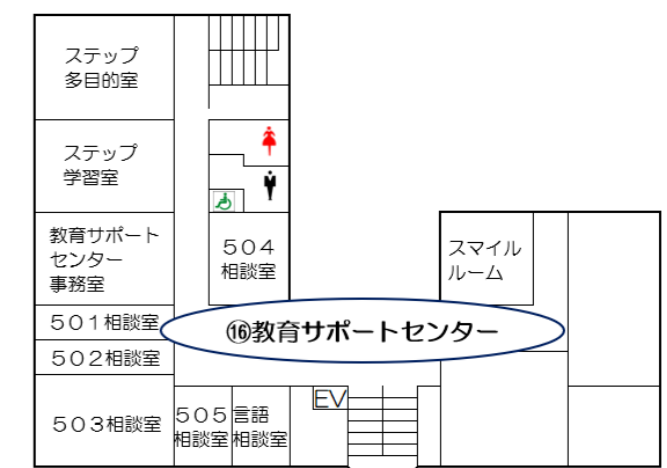 ステップ
多目的室
ステップ
学習室
教育サポート
センター
事務室
504
相談室
スマイル
ルーム
501相談室
⑯教育サポートセンター
502相談室
503相談室
505
相談室
言語
相談室
EV